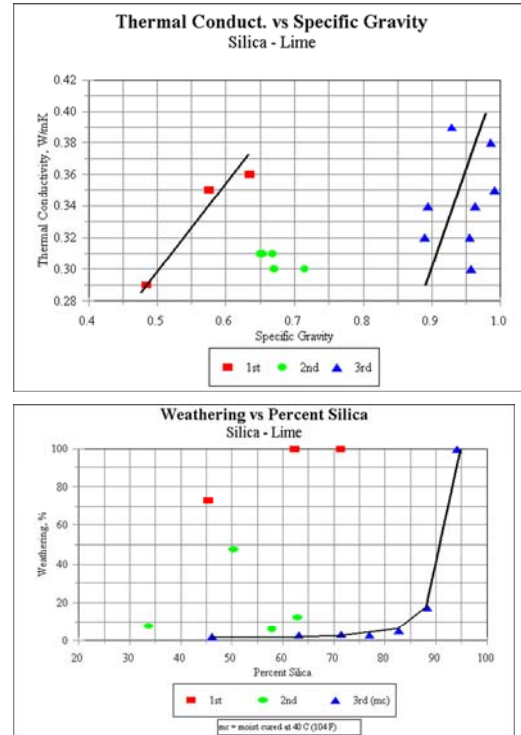 Thermal Conduct. vs Specific Gravity
Silica - Lime
Thermal Conductivity, W/mK
0.42
0.40
0.38
0.36
0.34
0.32
0.30
0.28
0.4 0.5 0.6 0.7 0.8 0.9 1.0
Specific Gravity
1st 2nd 3rd
Weathering vs Percent Silica
Silica - Lime
Weathering, %
100
80
60
40
20
0
20 30 40 50 60 70 80 90 100
Percent Silica
1st 2nd 3rd (mc)
mc = moist cured at 40 C (104 F)